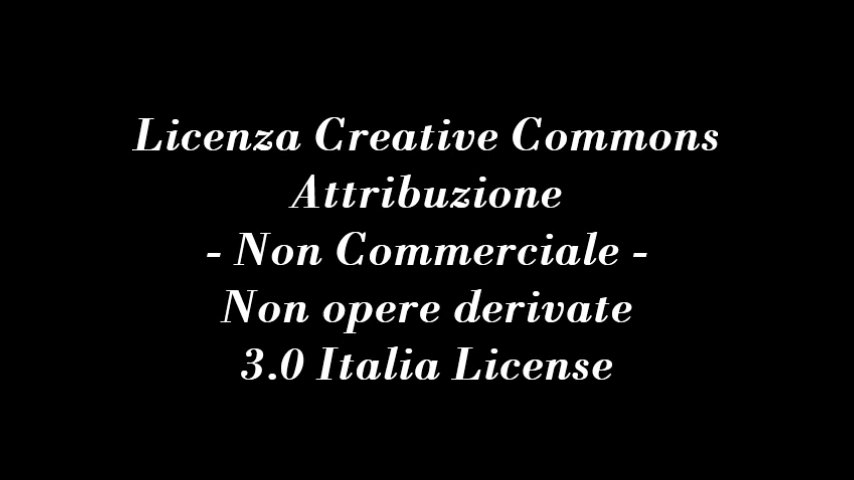 Licenza Creative Commons
Attribuzione
- Non Commerciale -
Non opere derivate
3.0 Italia License